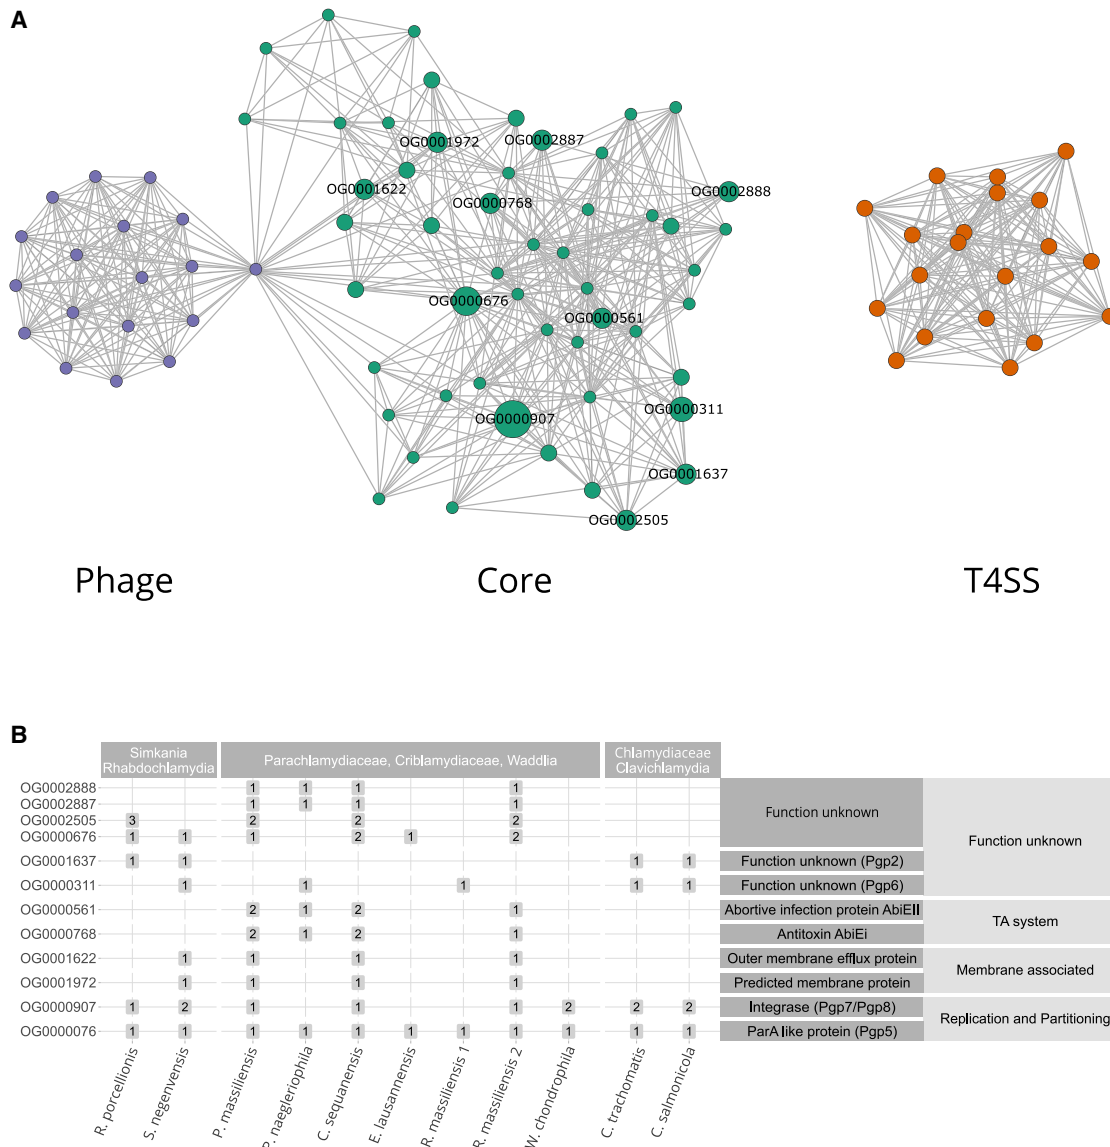 A
OG0001972
OG0002887
OG0001622
OG0000768
OG0002888
OG0000676
OG0000561
OG0000907
OG0000311
OG0001637
OG0002505
Phage
Core
T4SS
B
Simkania
Rhabdochlamydia
Parachlamydiaceae, Criblamydiaceae, Waddlia
Chlamydiaceae
Clavichlamydia
OG0002888 1 1 1 1
OG0002887 1 1 1 1
OG0002505 3 2 2 2
OG0000676 1 1 1 2 1 2
Function unknown
OG0001637 1 1 1 1 Function unknown (Pgp2)
Function unknown
OG0000311 1 1 1 1 1 Function unknown (Pgp6)
OG0000561 2 1 2 1 Abortive infection protein AbiEII
TA system
OG0000768 2 1 2 1 Antitoxin AbiEi
OG0001622 1 1 1 1 Outer membrane efflux protein
Membrane associated
OG0001972 1 1 1 1 Predicted membrane protein
OG0000907 1 2 1 1 1 2 2 2 Integrase (Pgp7/Pgp8)
Replication and Partitioning
OG0000076 1 1 1 1 1 1 1 1 1 1 1 ParA like protein (Pgp5)
R. porcellionis
S. negenvensis
P. massiliensis
P. naegleriophila
C. sequanensis
E. lausannensis
R. massiliensis 1
R. massiliensis 2
W. chondrophila
C. trachomatis
C. salmonicola